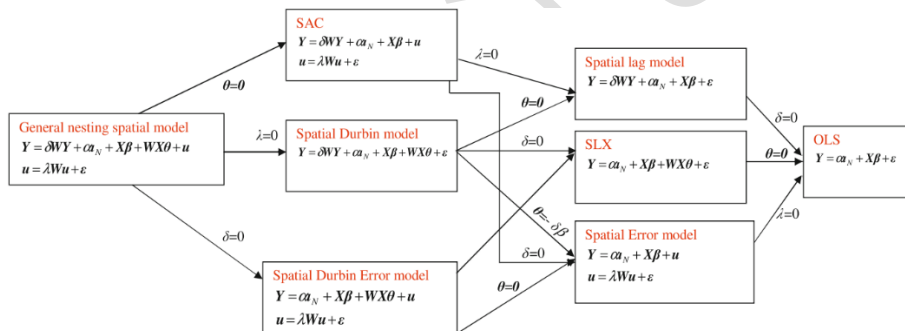 SAC
Y = δWY + αι_N + Xβ + u
u = λWu + ε
θ=0
λ=0
Spatial lag model
Y = δWY + αι_N + Xβ + ε
θ=0
General nesting spatial model
Y = δWY + αι_N + Xβ + WXθ + u
u = λWu + ε
λ=0
Spatial Durbin model
Y = δWY + αι_N + Xβ + WXθ + ε
δ=0
SLX
Y = αι_N + Xβ + WXθ + ε
δ=0
θ=0
OLS
Y = αι_N + Xβ + ε
δ=0
θ=- δβ
δ=0
λ=0
Spatial Error model
Y = αι_N + Xβ + u
u = λWu + ε
Spatial Durbin Error model
Y = αι_N + Xβ + WXθ + u
u = λWu + ε
θ=0